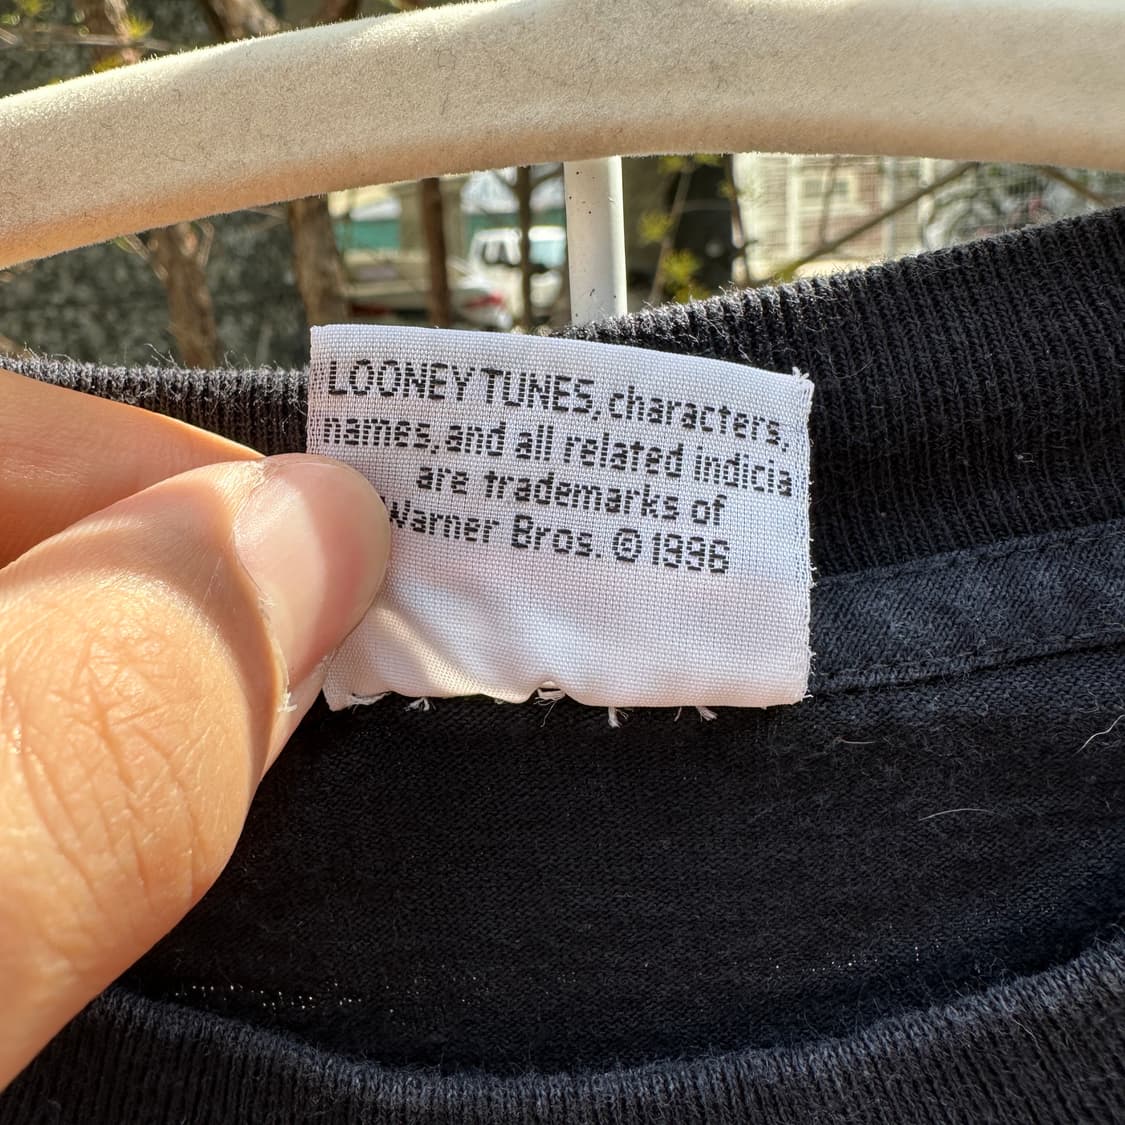 LOONEY TUNES, characters,
names, and all related indicia
are trademarks of
Warner Bros. © 1996